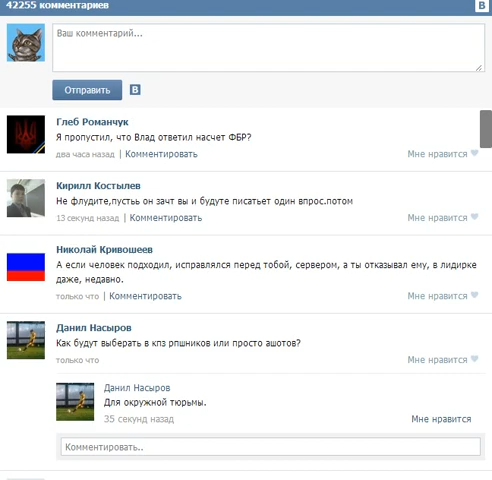 42255 комментариев
B
Ваш комментарий...
Отправить
B
Глеб Романчук
Я пропустил, что Влад ответил насчет ФБР?
два часа назад | Комментировать
Мне нравится
Кирилл Костылев
Не флудите,пустьь он зачт вы и будуте писатьет один впрос.потом
13 секунд назад | Комментировать
Мне нравится
Николай Кривошеев
А если человек подходил, исправлялся перед тобой, сервером, а ты отказывал ему, в лидирке
даже, недавно.
только что | Комментировать
Мне нравится
Данил Насыров
Как будут выберать в кпз рпшников или просто ашотов?
только что
Мне нравится
Данил Насыров
Для окружной тюрьмы.
35 секунд назад
Мне нравится
Комментировать..